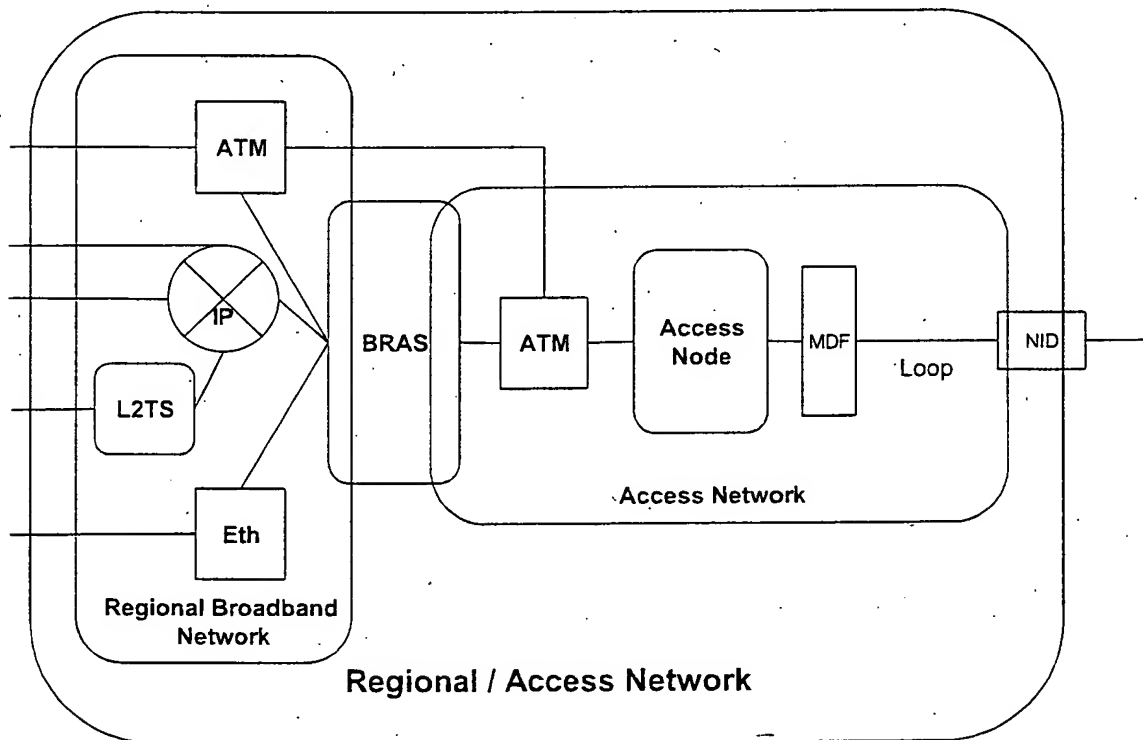 ATM
IP
L2TS
Eth
Regional Broadband
Network
BRAS
ATM
Access
Node
MDF
Loop
NID
Access Network
Regional / Access Network